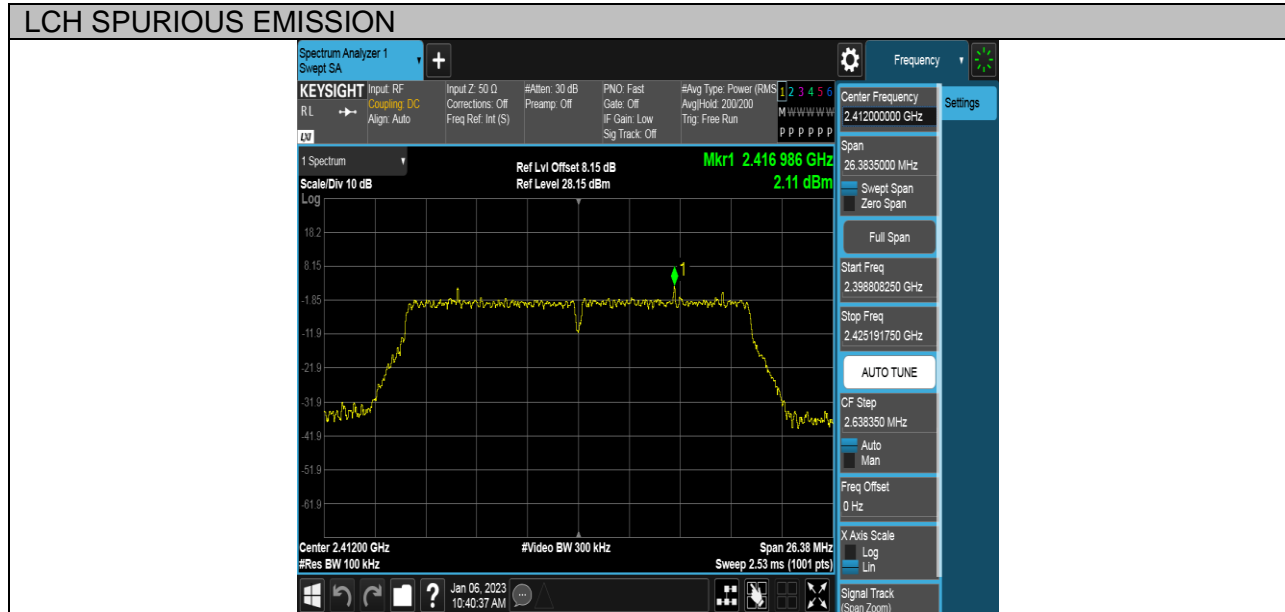 LCH SPURIOUS EMISSION
Spectrum Analyzer 1
Swept SA
+
Frequency
KEYSIGHT
RL
LXI
Input: RF
Coupling: DC
Align: Auto
Input Z: 50 Ω
Corrections: Off
Freq Ref: Int (S)
#Atten: 30 dB
Preamp: Off
PNO: Fast
Gate: Off
IF Gain: Low
Sig Track: Off
#Avg Type: Power (RMS
Avg|Hold: 200/200
Trig: Free Run
1 2 3 4 5 6
M W W W W W
P P P P P P
1 Spectrum
Scale/Div 10 dB
Log
Ref Lvl Offset 8.15 dB
Ref Level 28.15 dBm
Mkr1 2.416 986 GHz
2.11 dBm
18.2
8.15
-1.85
-11.9
-21.9
-31.9
-41.9
-51.9
-61.9
1
Center 2.41200 GHz
#Res BW 100 kHz
#Video BW 300 kHz
Span 26.38 MHz
Sweep 2.53 ms (1001 pts)
Center Frequency
2.412000000 GHz
Settings
Span
26.3835000 MHz
Swept Span
Zero Span
Full Span
Start Freq
2.398808250 GHz
Stop Freq
2.425191750 GHz
AUTO TUNE
CF Step
2.638350 MHz
Auto
Man
Freq Offset
0 Hz
X Axis Scale
Log
Lin
Signal Track
(Span Zoom)
?
Jan 06, 2023
10:40:37 AM